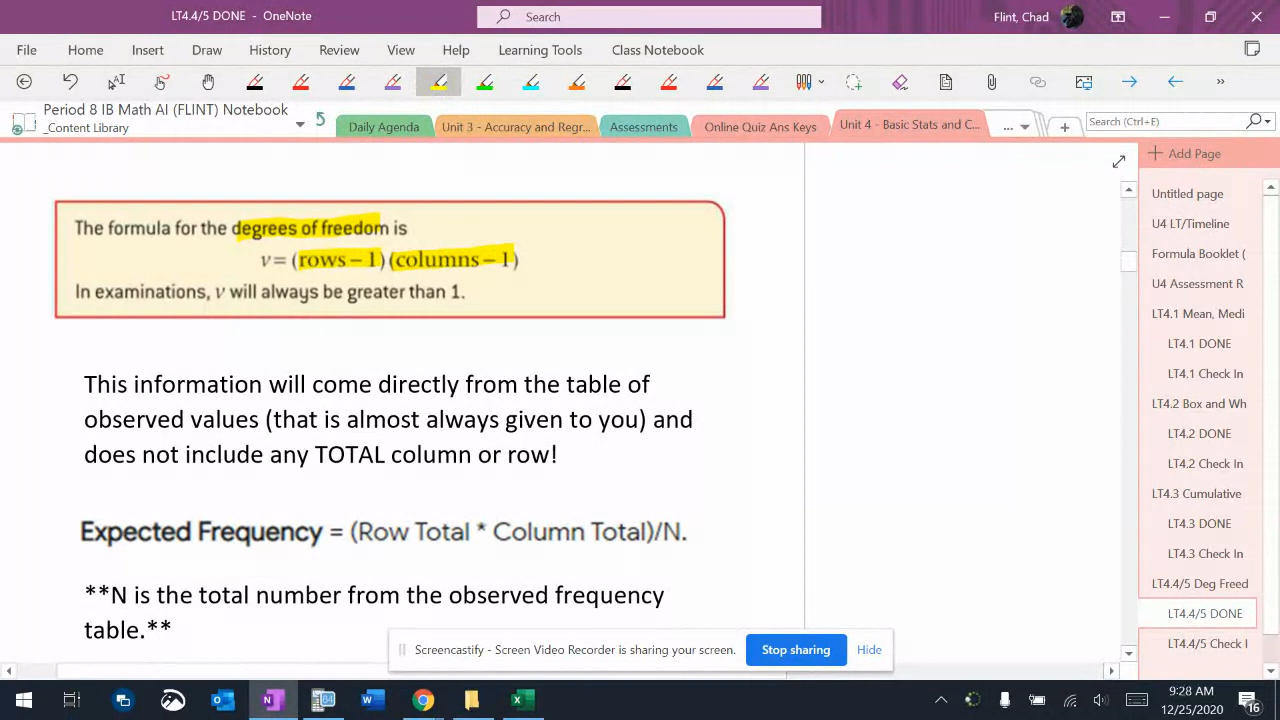 LT4.4/5 DONE - OneNote
Search
Flint, Chad
File Home Insert Draw History Review View Help Learning Tools Class Notebook
Period 8 IB Math AI (FLINT) Notebook
_Content Library
Daily Agenda
Unit 3 - Accuracy and Regr...
Assessments
Online Quiz Ans Keys
Unit 4 - Basic Stats and C...
...
Search (Ctrl+E)
Add Page
The formula for the degrees of freedom is
ν = (rows − 1)(columns − 1)
In examinations, ν will always be greater than 1.
This information will come directly from the table of
observed values (that is almost always given to you) and
does not include any TOTAL column or row!
Expected Frequency = (Row Total * Column Total)/N.
**N is the total number from the observed frequency
table.**
Untitled page
U4 LT/Timeline
Formula Booklet (
U4 Assessment R
LT4.1 Mean, Medi
LT4.1 DONE
LT4.1 Check In
LT4.2 Box and Wh
LT4.2 DONE
LT4.2 Check In
LT4.3 Cumulative
LT4.3 DONE
LT4.3 Check In
LT4.4/5 Deg Freed
LT4.4/5 DONE
LT4.4/5 Check I
Screencastify - Screen Video Recorder is sharing your screen.
Stop sharing
Hide
9:28 AM
12/25/2020
16